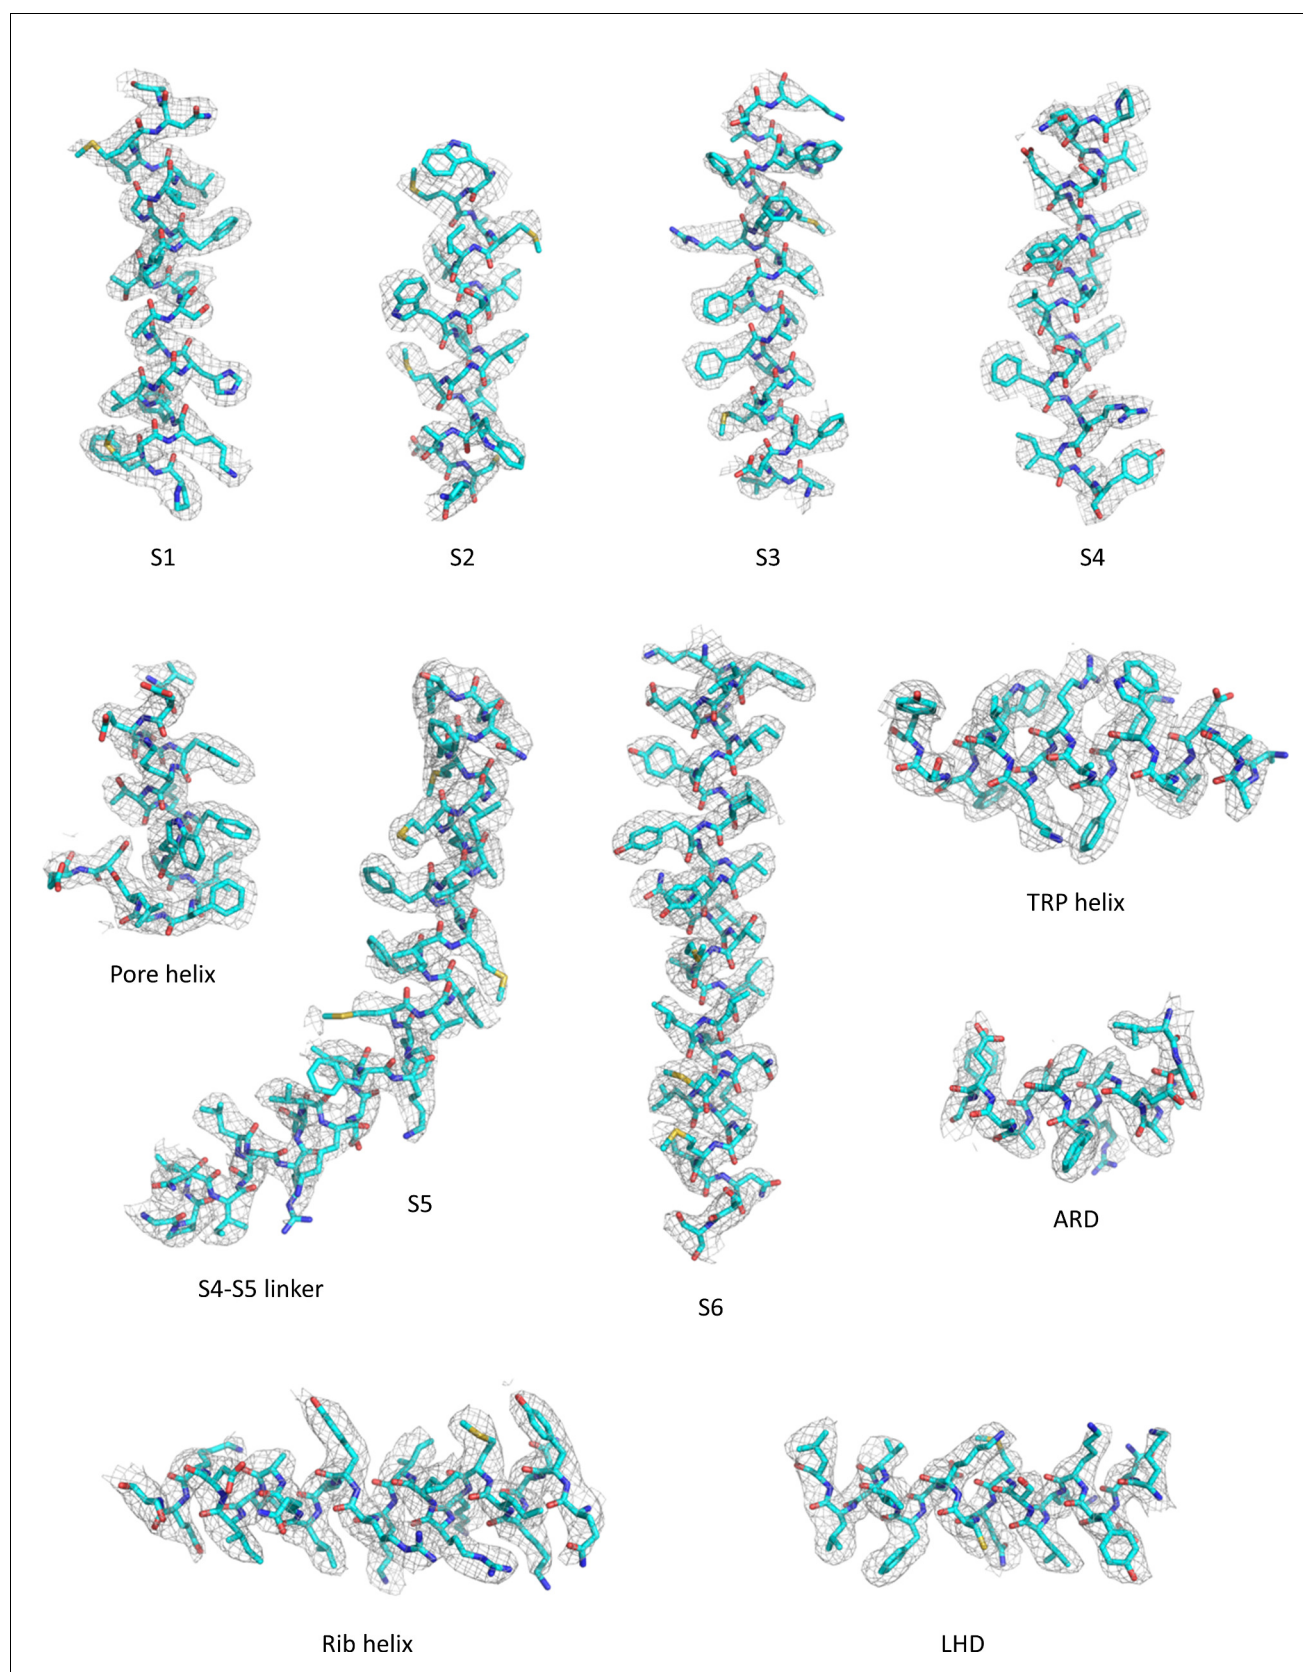 S1
S2
S3
S4
TRP helix
Pore helix
S5
ARD
S4-S5 linker
S6
Rib helix
LHD